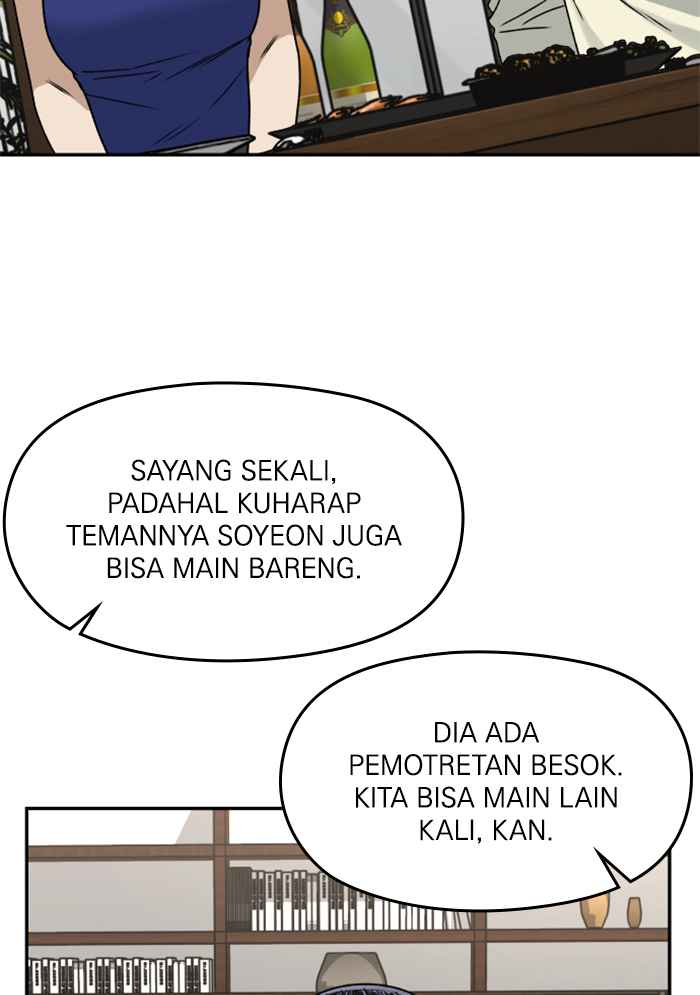 SAYANG SEKALI,
PADAHAL KUHARAP
TEMANNYA SOYEON JUGA
BISA MAIN BARENG.
DIA ADA
PEMOTRETAN BESOK.
KITA BISA MAIN LAIN
KALI, KAN.